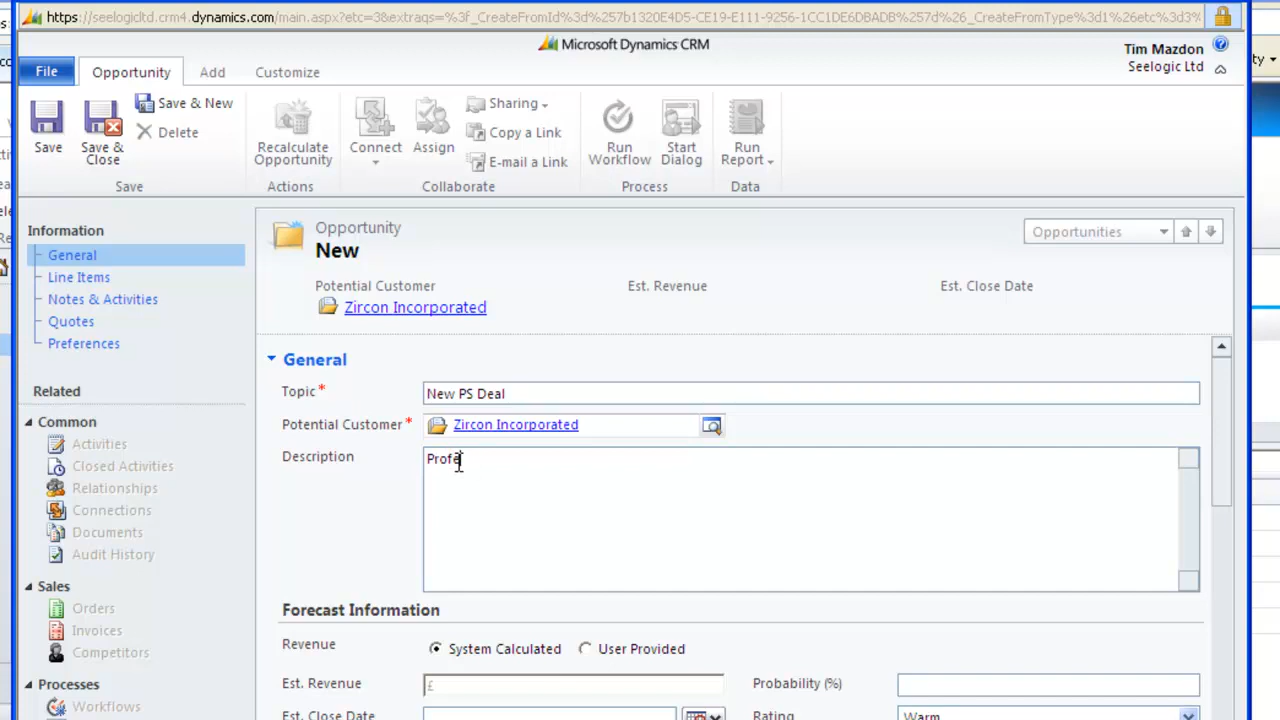 https://seelogicltd.crm4.dynamics.com/main.aspx?etc=3&extraqs=%3f_CreateFromId%3d%257b1320E4D5-CE19-E111-9256-1CC1DE6DBADB%257d%26_CreateFromType%3d1%26etc%3d3%
Microsoft Dynamics CRM
Tim Mazdon
Seelogic Ltd
File
Opportunity
Add
Customize
Save
Save & Close
Save & New
Delete
Recalculate Opportunity
Connect
Assign
Sharing
Copy a Link
E-mail a Link
Run Workflow
Start Dialog
Run Report
Save
Actions
Collaborate
Process
Data
Information
General
Line Items
Notes & Activities
Quotes
Preferences
Related
Common
Activities
Closed Activities
Relationships
Connections
Documents
Audit History
Sales
Orders
Invoices
Competitors
Processes
Workflows
Opportunity
New
Opportunities
Potential Customer
Est. Revenue
Est. Close Date
Zircon Incorporated
General
Topic*
New PS Deal
Potential Customer*
Zircon Incorporated
Description
Profe
Forecast Information
Revenue
System Calculated
User Provided
Est. Revenue
£
Probability (%)
Est. Close Date
Rating
Warm